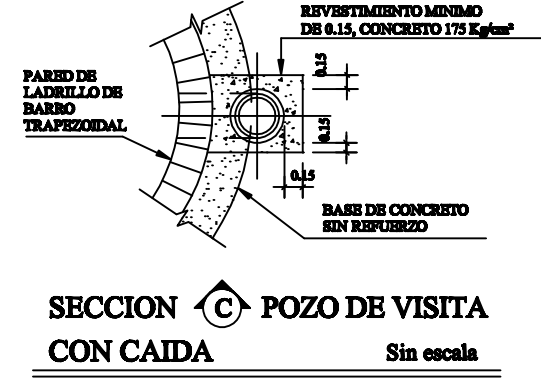 REVESTIMIENTO MINIMO
DE 0.15, CONCRETO 175 Kg/cm²
0.15
PARED DE
LADRILLO DE
BARRO
TRAPEZOIDAL
0.15
0.15
BASE DE CONCRETO
SIN REFUERZO
SECCION C POZO DE VISITA
CON CAIDA
Sin escala